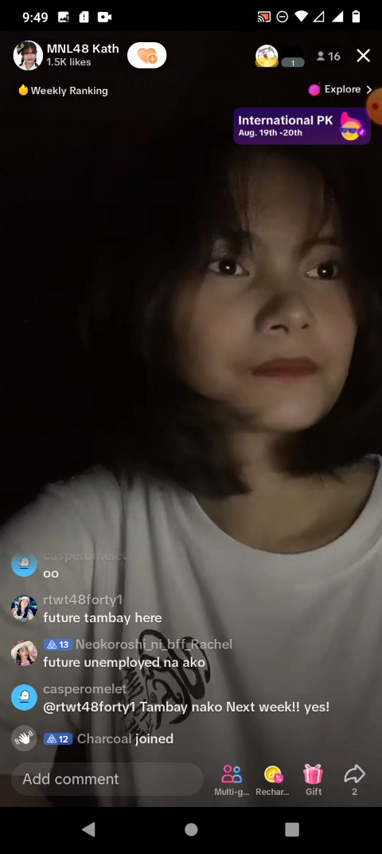 9:49
MNL48 Kath
1.5K likes
1
16
Weekly Ranking
Explore
International PK
Aug. 19th -20th
casperomelet
oo
rtwt48forty1
future tambay here
13 Neokoroshi_ni_bff_Rachel
future unemployed na ako
casperomelet
@rtwt48forty1 Tambay nako Next week!! yes!
12 Charcoal joined
Add comment
Multi-g...
Rechar...
Gift
2